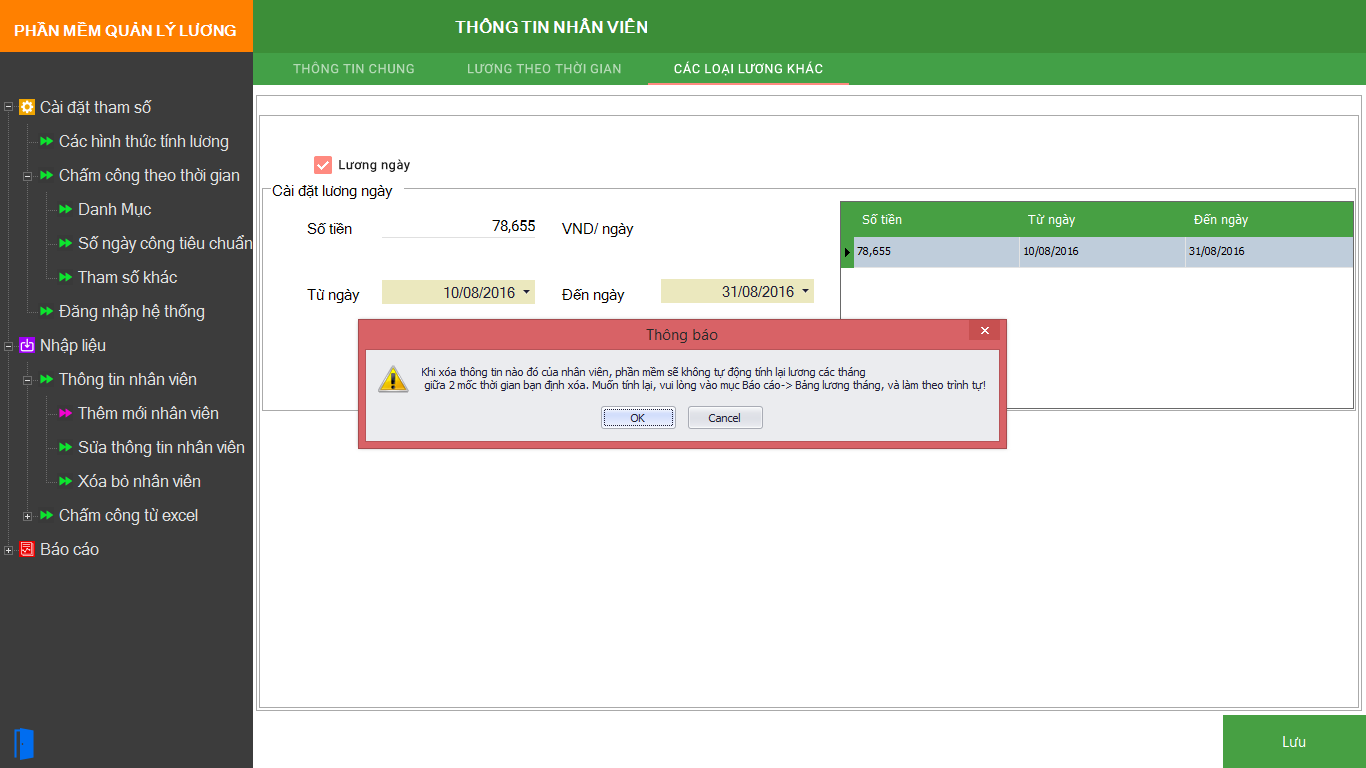 PHẦN MỀM QUẢN LÝ LƯƠNG
THÔNG TIN NHÂN VIÊN
THÔNG TIN CHUNG
LƯƠNG THEO THỜI GIAN
CÁC LOẠI LƯƠNG KHÁC
Cài đặt tham số
Các hình thức tính lương
Chấm công theo thời gian
Danh Mục
Số ngày công tiêu chuẩn
Tham số khác
Đăng nhập hệ thống
Nhập liệu
Thông tin nhân viên
Thêm mới nhân viên
Sửa thông tin nhân viên
Xóa bỏ nhân viên
Chấm công từ excel
Báo cáo
Lương ngày
Cài đặt lương ngày
Số tiền 78,655 VND/ ngày
Từ ngày 10/08/2016 Đến ngày 31/08/2016
Số tiền Từ ngày Đến ngày
78,655 10/08/2016 31/08/2016
Thông báo
Khi xóa thông tin nào đó của nhân viên, phần mềm sẽ không tự động tính lại lương các tháng
giữa 2 mốc thời gian bạn định xóa. Muốn tính lại, vui lòng vào mục Báo cáo-> Bảng lương tháng, và làm theo trình tự!
OK Cancel
Lưu